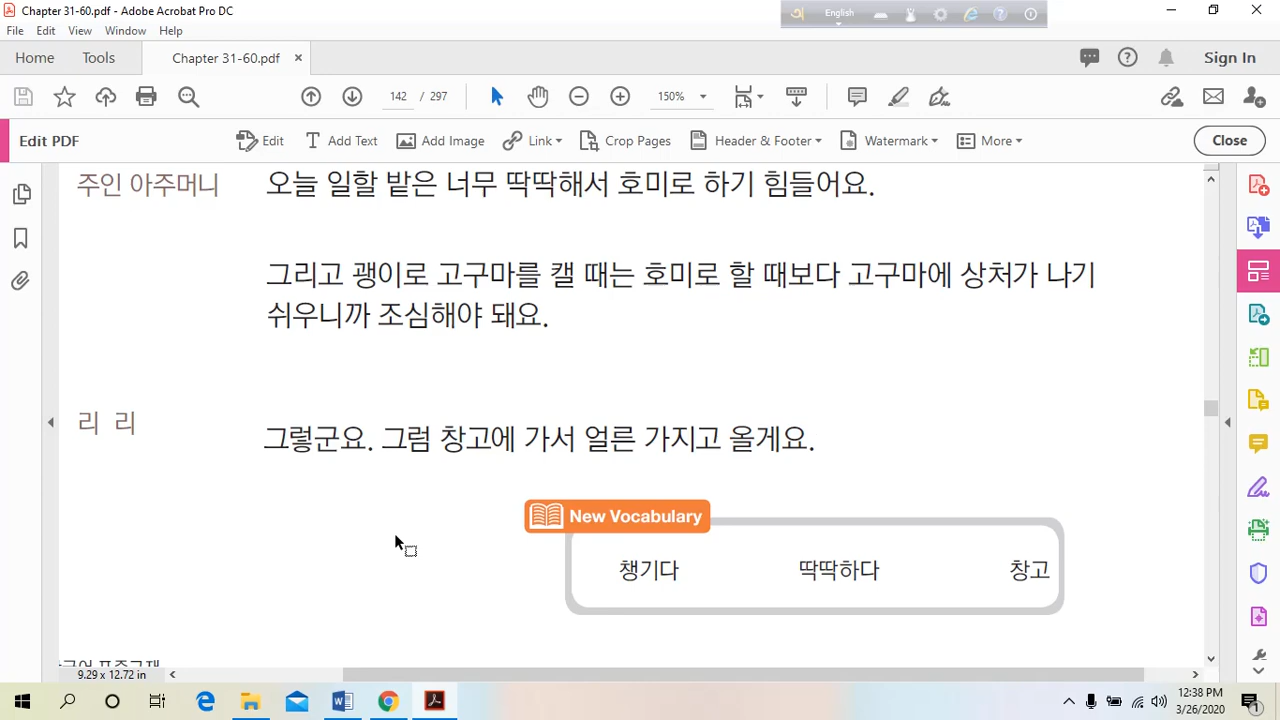 Chapter 31-60.pdf - Adobe Acrobat Pro DC
English
File Edit View Window Help
Home Tools Chapter 31-60.pdf × Sign In
142 / 297 150%
Edit PDF Edit Add Text Add Image Link Crop Pages Header & Footer Watermark More Close
주인 아주머니 오늘 일할 밭은 너무 딱딱해서 호미로 하기 힘들어요.
그리고 괭이로 고구마를 캘 때는 호미로 할 때보다 고구마에 상처가 나기
쉬우니까 조심해야 돼요.
리 리 그렇군요. 그럼 창고에 가서 얼른 가지고 올게요.
New Vocabulary
챙기다 딱딱하다 창고
9.29 x 12.72 in
12:38 PM
3/26/2020